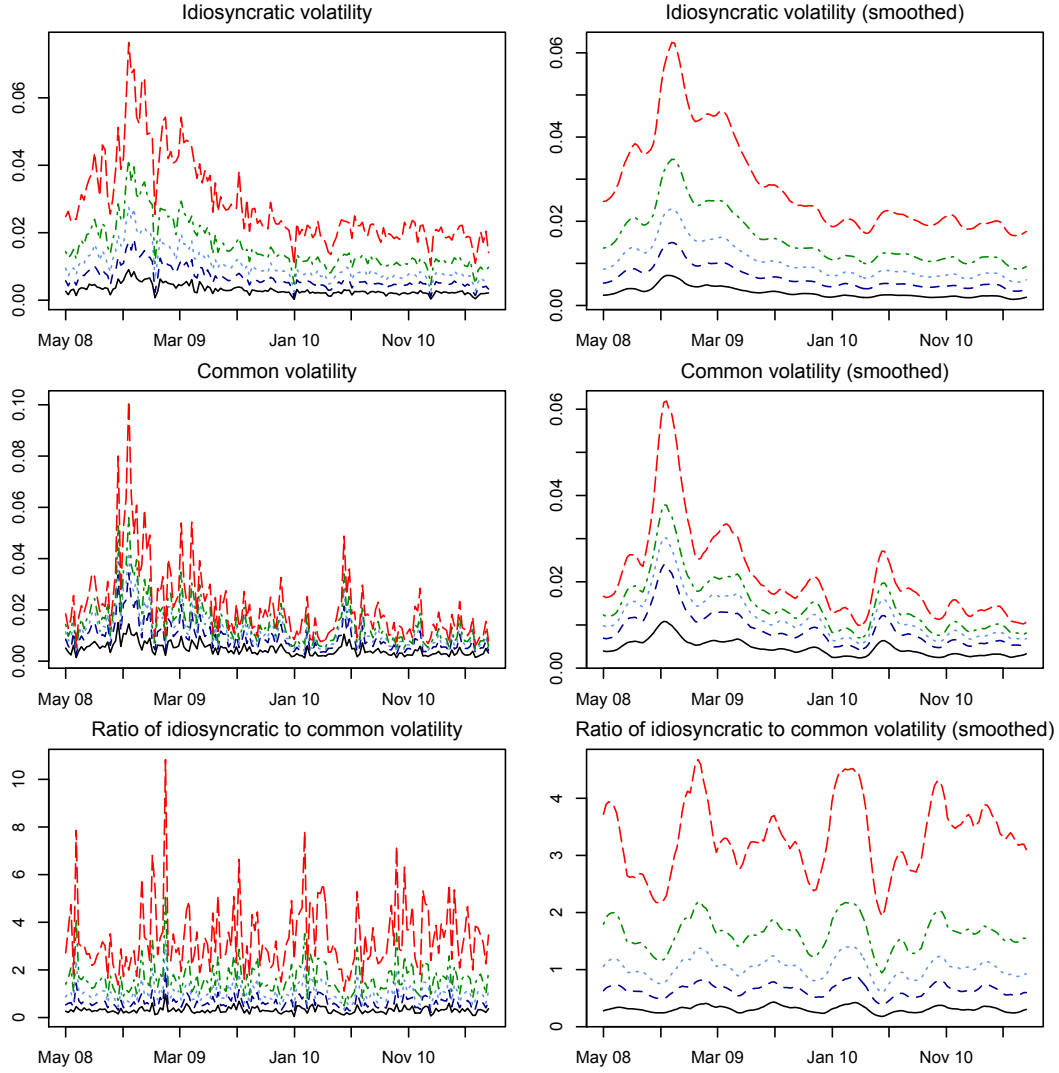 Idiosyncratic volatility
0.06
0.04
0.02
0.00
May 08 Mar 09 Jan 10 Nov 10
Idiosyncratic volatility (smoothed)
0.06
0.04
0.02
0.00
May 08 Mar 09 Jan 10 Nov 10
Common volatility
0.10
0.08
0.06
0.04
0.02
0.00
May 08 Mar 09 Jan 10 Nov 10
Common volatility (smoothed)
0.06
0.04
0.02
0.00
May 08 Mar 09 Jan 10 Nov 10
Ratio of idiosyncratic to common volatility
10
8
6
4
2
0
May 08 Mar 09 Jan 10 Nov 10
Ratio of idiosyncratic to common volatility (smoothed)
4
3
2
1
0
May 08 Mar 09 Jan 10 Nov 10